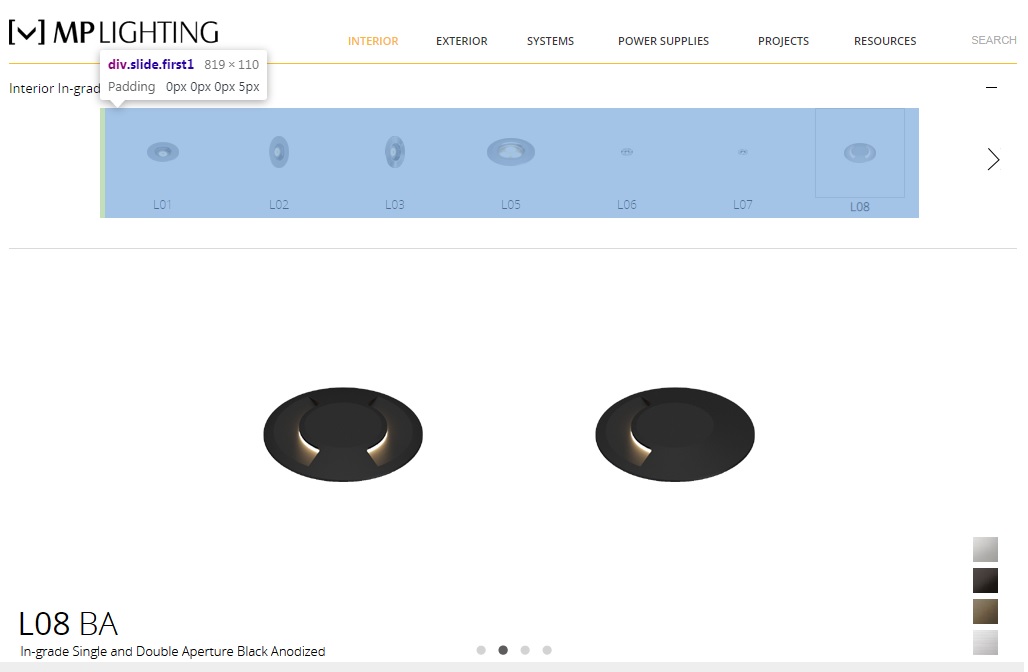 MP LIGHTING
INTERIOR EXTERIOR SYSTEMS POWER SUPPLIES PROJECTS RESOURCES SEARCH
div.slide.first1 819 × 110
Padding 0px 0px 0px 5px
Interior In-grad
L01 L02 L03 L05 L06 L07 L08
L08 BA
In-grade Single and Double Aperture Black Anodized